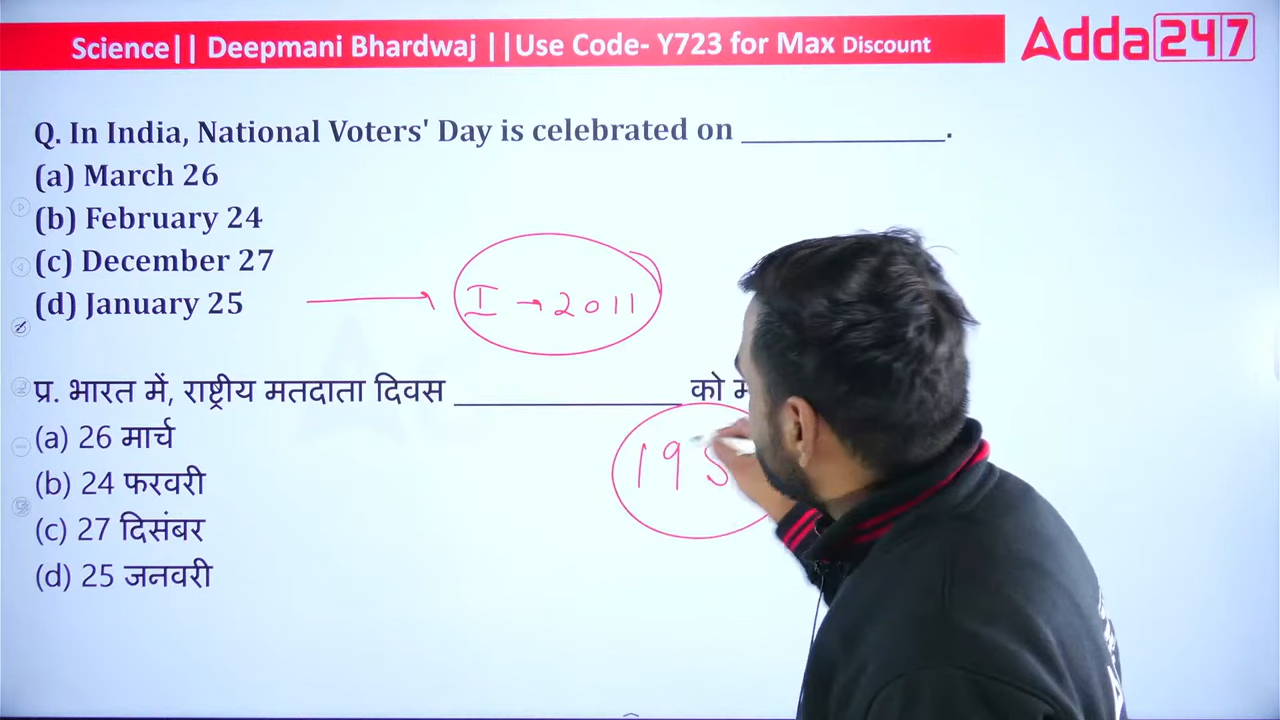 Science|| Deepmani Bhardwaj ||Use Code- Y723 for Max Discount
Adda247
Q. In India, National Voters' Day is celebrated on ______________.
(a) March 26
(b) February 24
(c) December 27
(d) January 25
I → 2011
प्र. भारत में, राष्ट्रीय मतदाता दिवस ______________ को
(a) 26 मार्च
(b) 24 फरवरी
(c) 27 दिसंबर
(d) 25 जनवरी